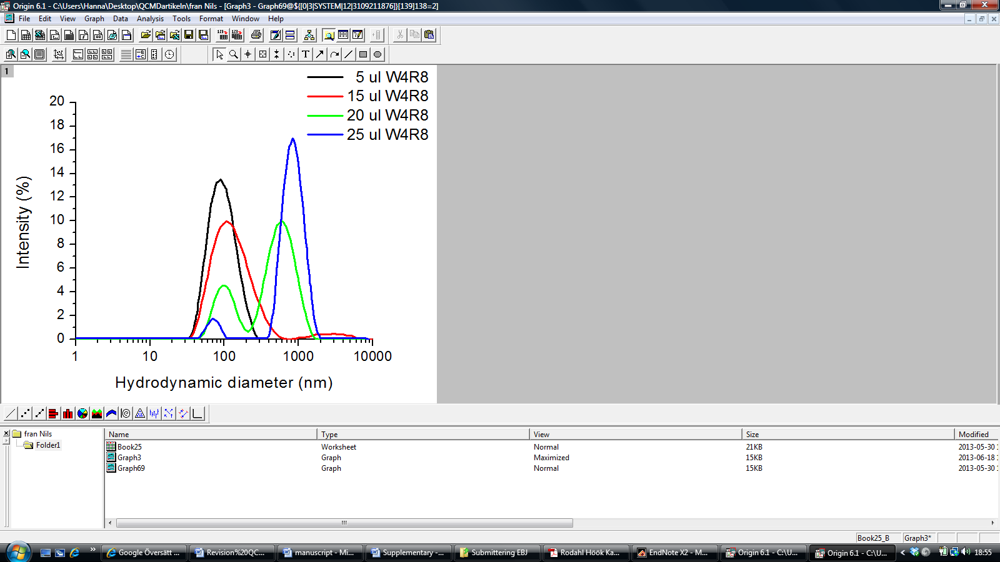 Origin 6.1 - C:\Users\Hanna\Desktop\QCMDartikeln\fran Nils - [Graph3 - Graph69@${[0|3|SYSTEM|12|3109211876]}[139]138=2]
File Edit View Graph Data Analysis Tools Format Window Help
1
5 ul W4R8
15 ul W4R8
20 ul W4R8
25 ul W4R8
20
18
16
14
12
10
8
6
4
2
0
Intensity (%)
1 10 100 1000 10000
Hydrodynamic diameter (nm)
fran Nils
Folder1
Name Type View Size Modified
Book25 Worksheet Normal 21KB 2013-05-30
Graph3 Graph Maximized 15KB 2013-06-18
Graph69 Graph Normal 15KB 2013-05-30
Book25_B Graph3*
Google Översätt ... Revision%20QC... manuscript - Mi... Supplementary -... Submittering EBJ Rodahl Höök Ka... EndNote X2 - M... Origin 6.1 - C:\U... Origin 6.1 - C:\U... 18:55